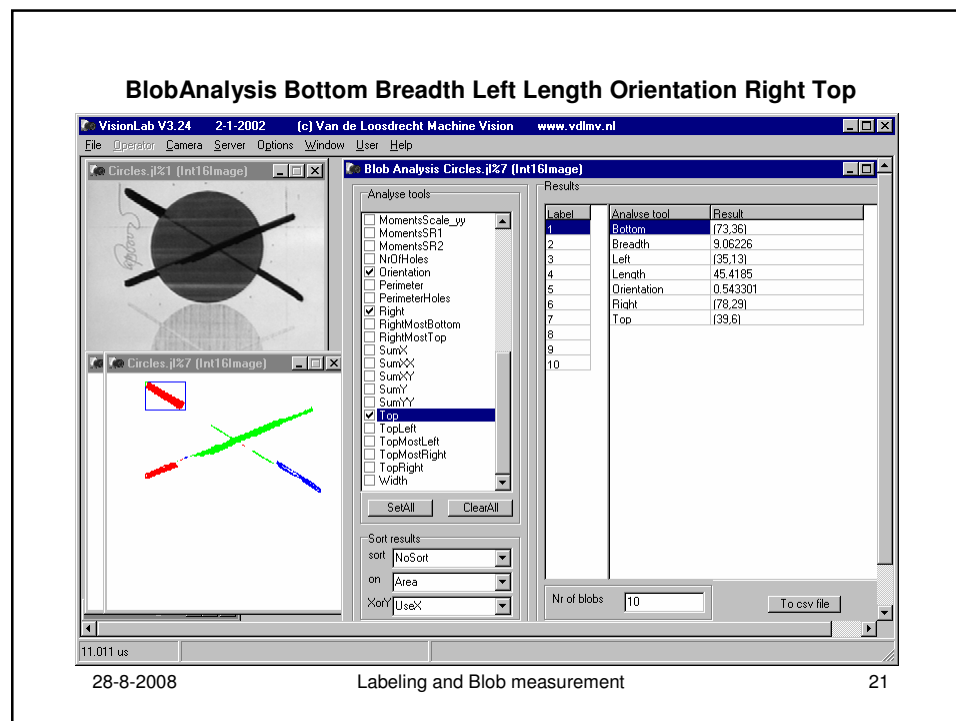 BlobAnalysis Bottom Breadth Left Length Orientation Right Top
VisionLab V3.24 2-1-2002 (c) Van de Loosdrecht Machine Vision www.vdlmv.nl
File Operator Camera Server Options Window User Help
Circles.jl%1 (Int16Image)
Circles.jl%7 (Int16Image)
Blob Analysis Circles.jl%7 (Int16Image)
Analyse tools
MomentsScale_yy
MomentsSR1
MomentsSR2
NrOfHoles
Orientation
Perimeter
PerimeterHoles
Right
RightMostBottom
RightMostTop
SumX
SumXX
SumXY
SumY
SumYY
Top
TopLeft
TopMostLeft
TopMostRight
TopRight
Width
SetAll ClearAll
Sort results
sort NoSort
on Area
XorY UseX
Results
Label
1
2
3
4
5
6
7
8
9
10
Analyse tool Result
Bottom (73,36)
Breadth 9.06226
Left (35,13)
Length 45.4185
Orientation 0.543301
Right (78,29)
Top (39,6)
Nr of blobs 10
To csv file
11.011 us
28-8-2008 Labeling and Blob measurement 21